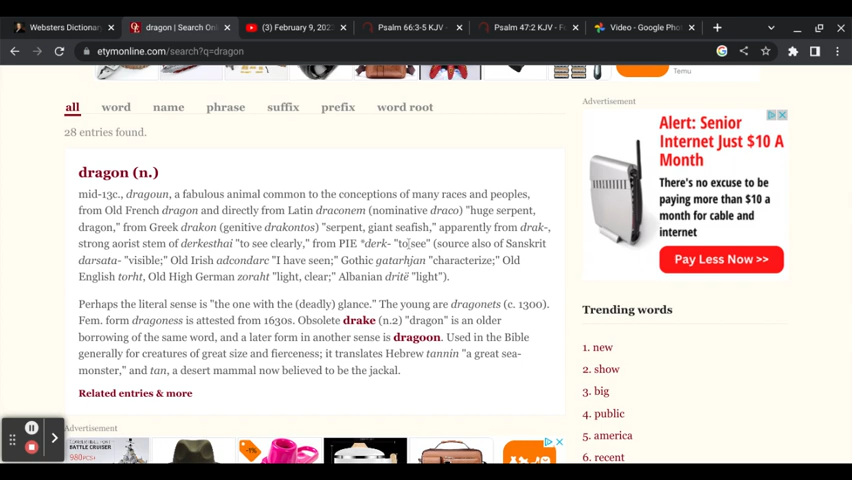 Websters Dictionary
dragon | Search Onl
(3) February 9, 202
Psalm 66:3-5 KJV -
Psalm 47:2 KJV - F
Video - Google Pho
etymonline.com/search?q=dragon
Temu
all word name phrase suffix prefix word root
28 entries found.
dragon (n.)
mid-13c., dragoun, a fabulous animal common to the conceptions of many races and peoples,
from Old French dragon and directly from Latin draconem (nominative draco) "huge serpent,
dragon," from Greek drakon (genitive drakontos) "serpent, giant seafish," apparently from drak-,
strong aorist stem of derkesthai "to see clearly," from PIE *derk- "to see" (source also of Sanskrit
darsata- "visible;" Old Irish adcondarc "I have seen;" Gothic gatarhjan "characterize;" Old
English torht, Old High German zoraht "light, clear;" Albanian dritë "light").
Perhaps the literal sense is "the one with the (deadly) glance." The young are dragonets (c. 1300).
Fem. form dragoness is attested from 1630s. Obsolete drake (n.2) "dragon" is an older
borrowing of the same word, and a later form in another sense is dragoon. Used in the Bible
generally for creatures of great size and fierceness; it translates Hebrew tannin "a great sea-
monster," and tan, a desert mammal now believed to be the jackal.
Related entries & more
Advertisement
BATTLE CRUISER
980PCS+
-1%
Advertisement
Alert: Senior
Internet Just $10 A
Month
There's no excuse to be
paying more than $10 a
month for cable and
internet
Pay Less Now >>
Trending words
1. new
2. show
3. big
4. public
5. america
6. recent